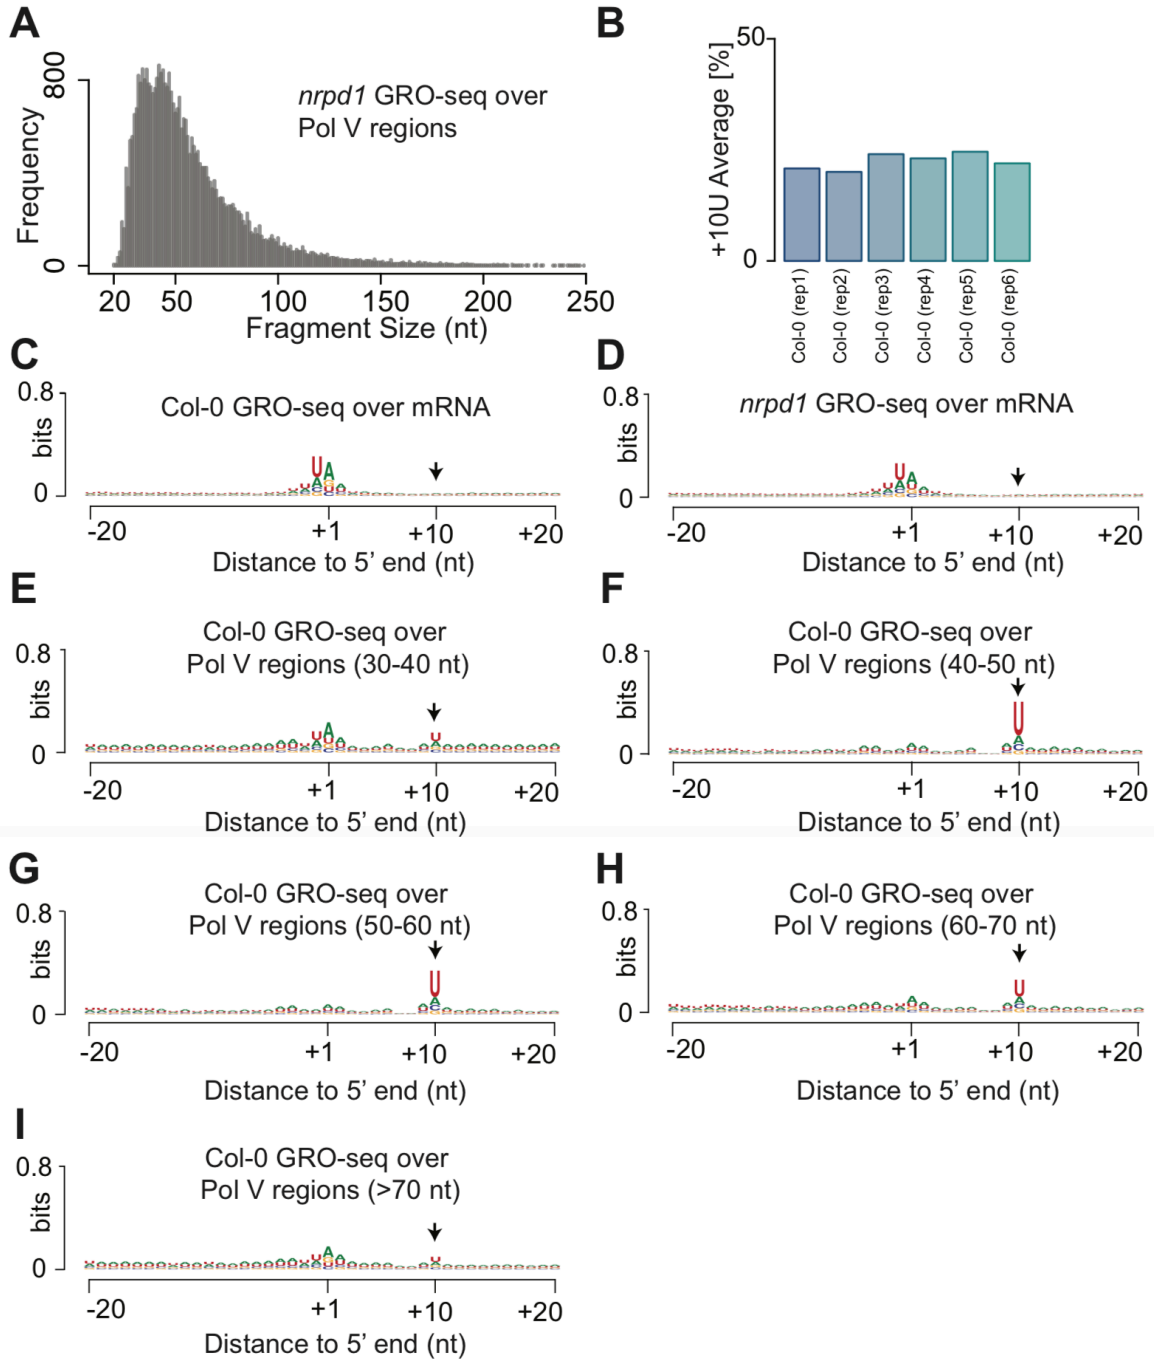 A
800
Frequency
0
nrpd1 GRO-seq over
Pol V regions
20 50 100 150 200 250
Fragment Size (nt)
B
50
+10U Average [%]
0
Col-0 (rep1)
Col-0 (rep2)
Col-0 (rep3)
Col-0 (rep4)
Col-0 (rep5)
Col-0 (rep6)
C
0.8
bits
0
Col-0 GRO-seq over mRNA
U A
-20 +1 +10 +20
Distance to 5’ end (nt)
D
0.8
bits
0
nrpd1 GRO-seq over mRNA
U A
-20 +1 +10 +20
Distance to 5’ end (nt)
E
0.8
bits
0
Col-0 GRO-seq over
Pol V regions (30-40 nt)
U A U
-20 +1 +10 +20
Distance to 5’ end (nt)
F
0.8
bits
0
Col-0 GRO-seq over
Pol V regions (40-50 nt)
U
-20 +1 +10 +20
Distance to 5’ end (nt)
G
0.8
bits
0
Col-0 GRO-seq over
Pol V regions (50-60 nt)
U
-20 +1 +10 +20
Distance to 5’ end (nt)
H
0.8
bits
0
Col-0 GRO-seq over
Pol V regions (60-70 nt)
A U
-20 +1 +10 +20
Distance to 5’ end (nt)
I
0.8
bits
0
Col-0 GRO-seq over
Pol V regions (>70 nt)
U A U
-20 +1 +10 +20
Distance to 5’ end (nt)